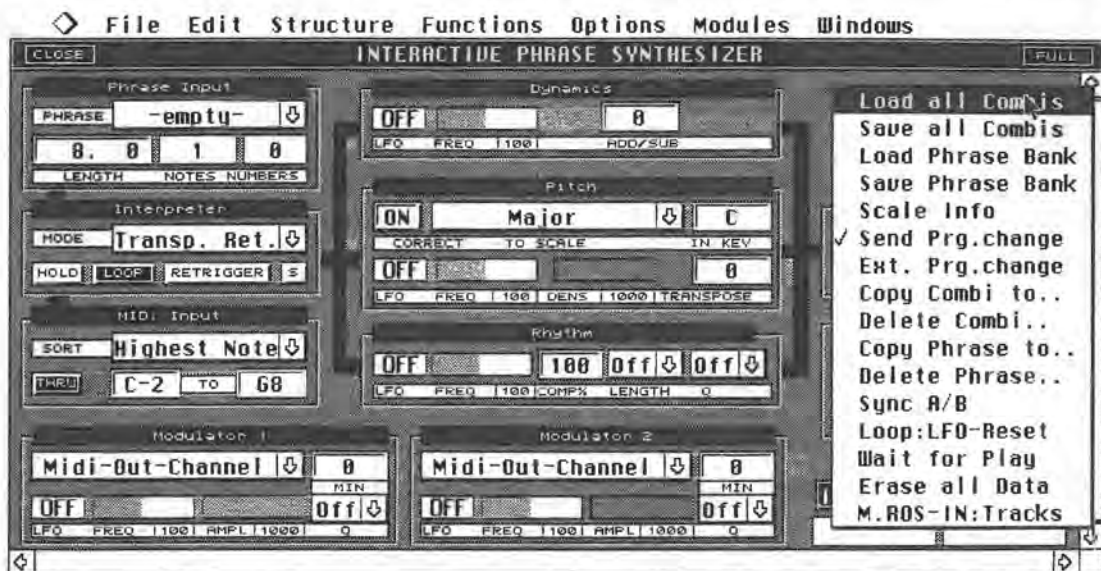 File Edit Structure Functions Options Modules Windows
CLOSE INTERACTIVE PHRASE SYNTHESIZER FULL
Phrase Input
PHRASE -empty-
8. 0 1 0
LENGTH NOTES NUMBERS
Interpreter
MODE Transp. Ret.
HOLD LOOP RETRIGGER S
MIDI Input
SORT Highest Note
THRU C-2 TO G8
Dynamics
OFF 0
LFO FREQ |100| ADD/SUB
Pitch
ON Major C
CORRECT TO SCALE IN KEY
OFF 0
LFO FREQ |100| DENS |1000|TRANSPOSE
Rhythm
OFF 100 Off Off
LFO FREQ |100|COMP% LENGTH Q
Modulator 1
Midi-Out-Channel 0
MIN
OFF Off
LFO FREQ |100| AMPL |1000| Q
Modulator 2
Midi-Out-Channel 0
MIN
OFF Off
LFO FREQ |100| AMPL |1000| Q
Load all Combis
Save all Combis
Load Phrase Bank
Save Phrase Bank
Scale Info
✓ Send Prg.change
Ext. Prg.change
Copy Combi to..
Delete Combi..
Copy Phrase to..
Delete Phrase..
Sync A/B
Loop:LFO-Reset
Wait for Play
Erase all Data
M.ROS-IN:Tracks